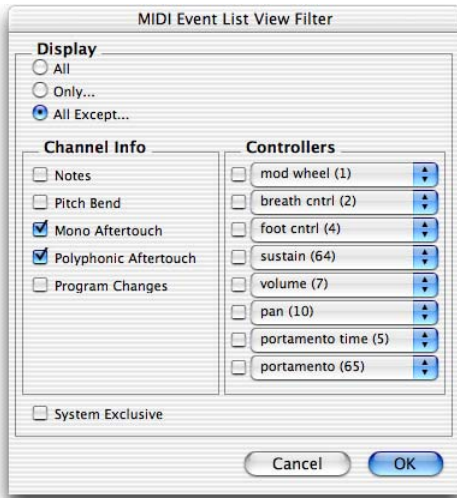 MIDI Event List View Filter
Display
All
Only...
All Except...
Channel Info
Notes
Pitch Bend
Mono Aftertouch
Polyphonic Aftertouch
Program Changes
Controllers
mod wheel (1)
breath cntrl (2)
foot cntrl (4)
sustain (64)
volume (7)
pan (10)
portamento time (5)
portamento (65)
System Exclusive
Cancel
OK